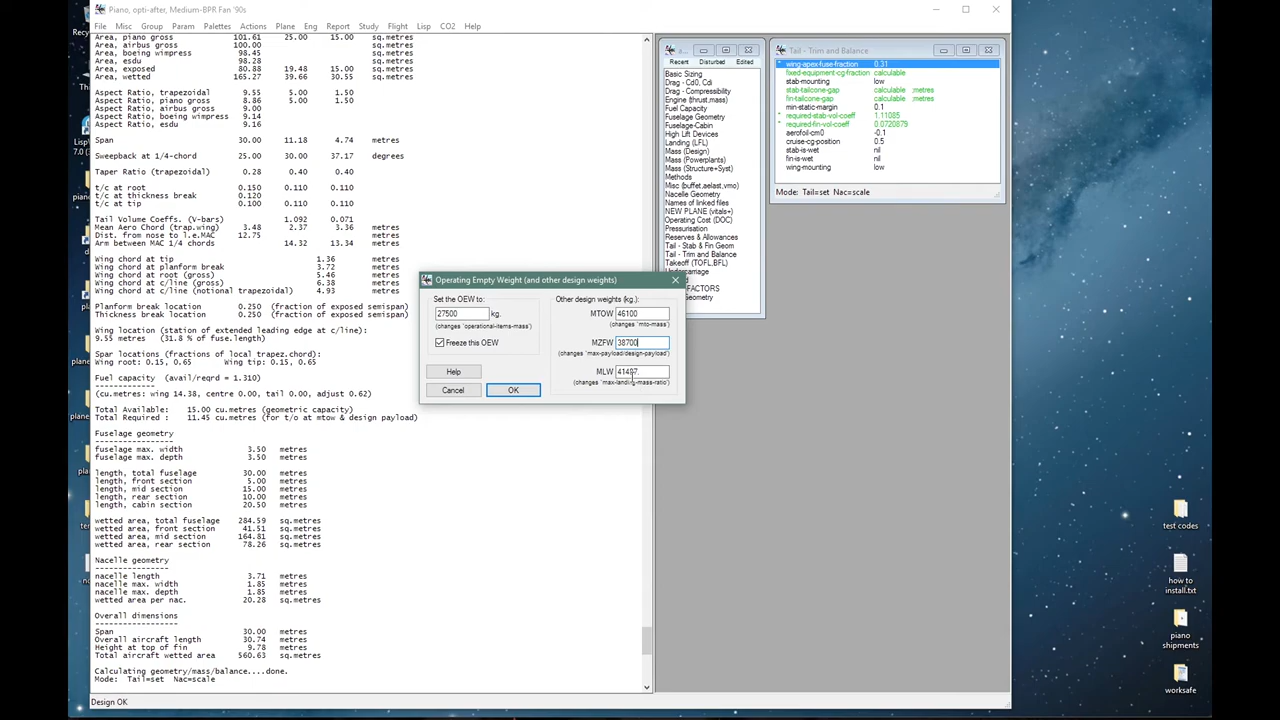 Piano, opti-after, Medium-BPR Fan '90s
File Misc Group Param Palettes Actions Plane Eng Report Study Flight Lisp CO2 Help
Area, piano gross 101.61 25.00 15.00 sq.metres
Area, airbus gross 100.00 sq.metres
Area, boeing wimpress 98.45 sq.metres
Area, esdu 98.28 sq.metres
Area, exposed 80.88 19.48 15.00 sq.metres
Area, wetted 165.27 39.66 30.55 sq.metres
Aspect Ratio, trapezoidal 9.55 5.00 1.50
Aspect Ratio, piano gross 8.86 5.00 1.50
Aspect Ratio, airbus gross 9.00
Aspect Ratio, boeing wimpress 9.14
Aspect Ratio, esdu 9.16
Span 30.00 11.18 4.74 metres
Sweepback at 1/4-chord 25.00 30.00 37.17 degrees
Taper Ratio (trapezoidal) 0.28 0.40 0.40
t/c at root 0.150 0.110 0.110
t/c at thickness break 0.120
t/c at tip 0.100 0.110 0.110
Tail Volume Coeffs. (V-bars) 1.092 0.071
Mean Aero Chord (trap.wing) 3.48 2.37 3.36 metres
Dist. from nose to l.e.MAC 12.75 metres
Arm between MAC 1/4 chords 14.32 13.34 metres
Wing chord at tip 1.36 metres
Wing chord at planform break 3.72 metres
Wing chord at root (gross) 5.46 metres
Wing chord at c/line (gross) 6.38 metres
Wing chord at c/line (notional trapezoidal) 4.93 metres
Planform break location 0.250 (fraction of exposed semispan)
Thickness break location 0.250 (fraction of exposed semispan)
Wing location (station of extended leading edge at c/line):
9.55 metres (31.8 % of fuse.length)
Spar locations (fractions of local trapez.chord):
Wing root: 0.15, 0.65 Wing tip: 0.15, 0.65
Fuel capacity (avail/reqrd = 1.310)
(cu.metres: wing 14.38, centre 0.00, tail 0.00, adjust 0.62)
Total Available: 15.00 cu.metres (geometric capacity)
Total Required : 11.45 cu.metres (for t/o at mtow & design payload)
Fuselage geometry
fuselage max. width 3.50 metres
fuselage max. depth 3.50 metres
length, total fuselage 30.00 metres
length, front section 5.00 metres
length, mid section 15.00 metres
length, rear section 10.00 metres
length, cabin section 20.50 metres
wetted area, total fuselage 284.59 sq.metres
wetted area, front section 41.51 sq.metres
wetted area, mid section 164.81 sq.metres
wetted area, rear section 78.26 sq.metres
Nacelle geometry
nacelle length 3.71 metres
nacelle max. width 1.85 metres
nacelle max. depth 1.85 metres
wetted area per nac. 20.28 sq.metres
Overall dimensions
Span 30.00 metres
Overall aircraft length 30.74 metres
Height at top of fin 9.78 metres
Total aircraft wetted area 560.63 sq.metres
Calculating geometry/mass/balance....done.
Mode: Tail=set Nac=scale
Design OK
Operating Empty Weight (and other design weights)
Set the OEW to:
27500 kg.
(changes 'operational-items-mass')
Freeze this OEW
Help
Cancel OK
Other design weights (kg.):
MTOW 46100
(changes 'mto-mass')
MZFW 38700
(changes 'max-payload/design-payload')
MLW 41487.
(changes 'max-landing-mass-ratio')
Recent Disturbed Edited
Basic Sizing
Drag - Cd0, Cdi
Drag - Compressibility
Engine (thrust,mass)
Fuel Capacity
Fuselage Geometry
Fuselage-Cabin
High Lift Devices
Landing (LFL)
Mass (Design)
Mass (Powerplants)
Mass (Structure+Syst)
Methods
Misc (buffet,aelast,vmo)
Nacelle Geometry
Names of linked files
NEW PLANE (vitals+)
Operating Cost (DOC)
Pressurisation
Reserves & Allowances
Tail - Stab & Fin Geom
Tail - Trim and Balance
Takeoff (TOFL,BFL)
Tail - Trim and Balance
* wing-apex-fuse-fraction 0.31
fixed-equipment-cg-fraction calculable
stab-mounting low
stab-tailcone-gap calculable ;metres
fin-tailcone-gap calculable ;metres
min-static-margin 0.1
* required-stab-vol-coeff 1.11085
* required-fin-vol-coeff 0.0720879
aerofoil-cm0 -0.1
cruise-cg-position 0.5
stab-is-wet nil
fin-is-wet nil
wing-mounting low
Mode: Tail=set Nac=scale
test codes
how to
install.txt
piano
shipments
worksafe